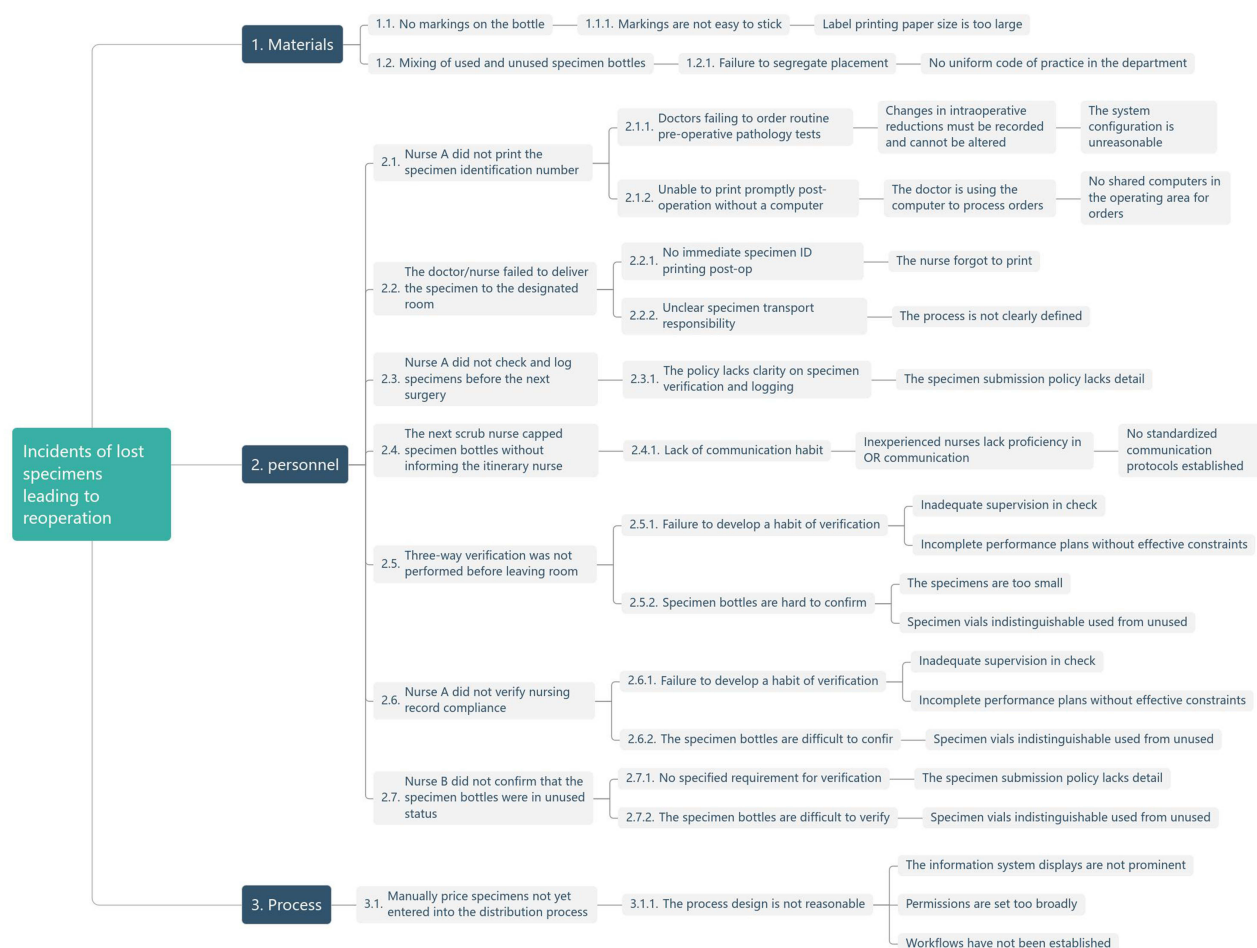 Incidents of lost
specimens
leading to
reoperation
1. Materials
1.1. No markings on the bottle
1.1.1. Markings are not easy to stick
Label printing paper size is too large
1.2. Mixing of used and unused specimen bottles
1.2.1. Failure to segregate placement
No uniform code of practice in the department
2. personnel
2.1. Nurse A did not print the
specimen identification number
2.1.1. Doctors failing to order routine
pre-operative pathology tests
Changes in intraoperative
reductions must be recorded
and cannot be altered
The system
configuration is
unreasonable
2.1.2. Unable to print promptly post-
operation without a computer
The doctor is using the
computer to process orders
No shared computers in
the operating area for
orders
2.2. The doctor/nurse failed to deliver
the specimen to the designated
room
2.2.1. No immediate specimen ID
printing post-op
The nurse forgot to print
2.2.2. Unclear specimen transport
responsibility
The process is not clearly defined
2.3. Nurse A did not check and log
specimens before the next
surgery
2.3.1. The policy lacks clarity on specimen
verification and logging
The specimen submission policy lacks detail
2.4. The next scrub nurse capped
specimen bottles without
informing the itinerary nurse
2.4.1. Lack of communication habit
Inexperienced nurses lack proficiency in
OR communication
No standardized
communication
protocols established
2.5. Three-way verification was not
performed before leaving room
2.5.1. Failure to develop a habit of verification
Inadequate supervision in check
Incomplete performance plans without effective constraints
2.5.2. Specimen bottles are hard to confirm
The specimens are too small
Specimen vials indistinguishable used from unused
2.6. Nurse A did not verify nursing
record compliance
2.6.1. Failure to develop a habit of verification
Inadequate supervision in check
Incomplete performance plans without effective constraints
2.6.2. The specimen bottles are difficult to confir
Specimen vials indistinguishable used from unused
2.7. Nurse B did not confirm that the
specimen bottles were in unused
status
2.7.1. No specified requirement for verification
The specimen submission policy lacks detail
2.7.2. The specimen bottles are difficult to verify
Specimen vials indistinguishable used from unused
3. Process
3.1. Manually price specimens not yet
entered into the distribution process
3.1.1. The process design is not reasonable
The information system displays are not prominent
Permissions are set too broadly
Workflows have not been established